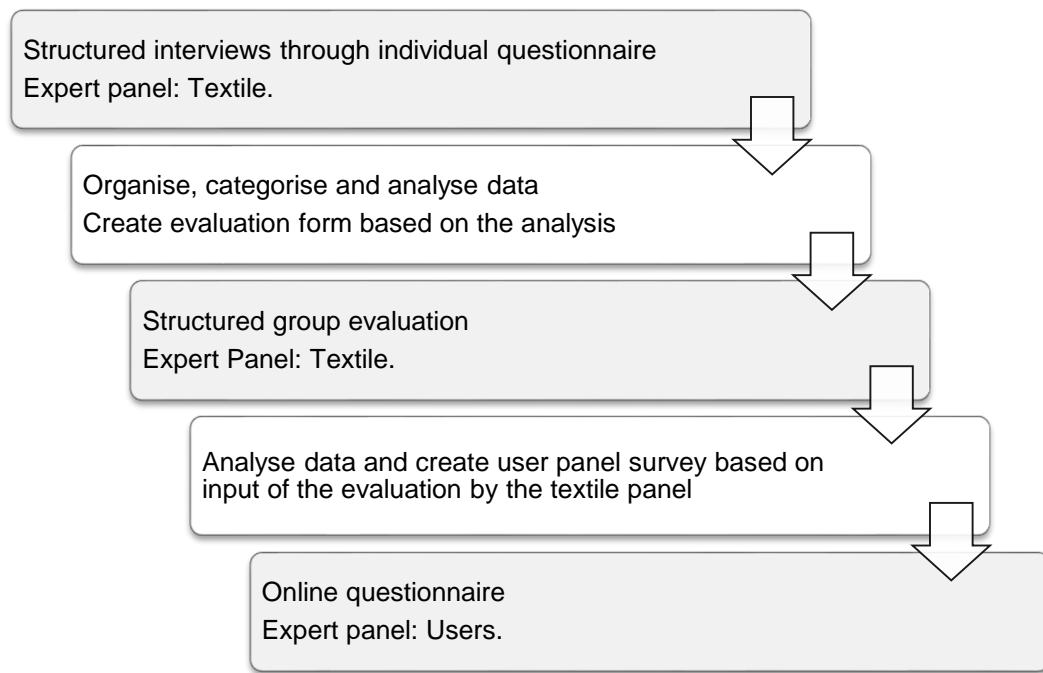 Structured interviews through individual questionnaire
Expert panel: Textile.
Organise, categorise and analyse data
Create evaluation form based on the analysis
Structured group evaluation
Expert Panel: Textile.
Analyse data and create user panel survey based on
input of the evaluation by the textile panel
Online questionnaire
Expert panel: Users.